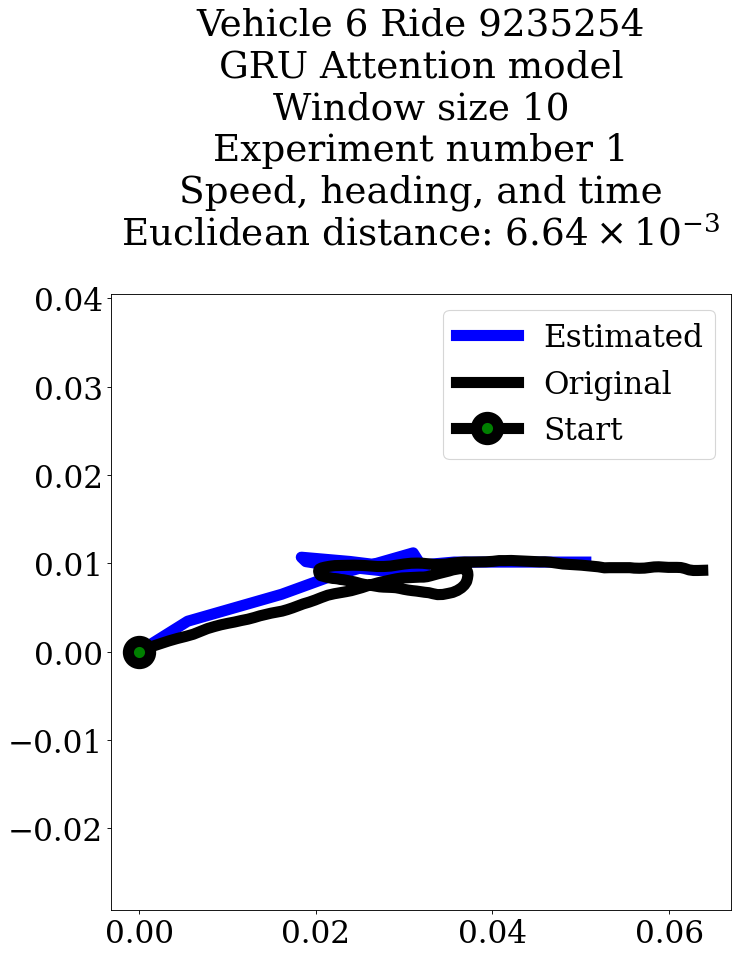 Vehicle 6 Ride 9235254
GRU Attention model
Window size 10
Experiment number 1
Speed, heading, and time
Euclidean distance: 6.64 × 10⁻³
0.04
0.03
0.02
0.01
0.00
−0.01
−0.02
Estimated
Original
Start
0.00 0.02 0.04 0.06